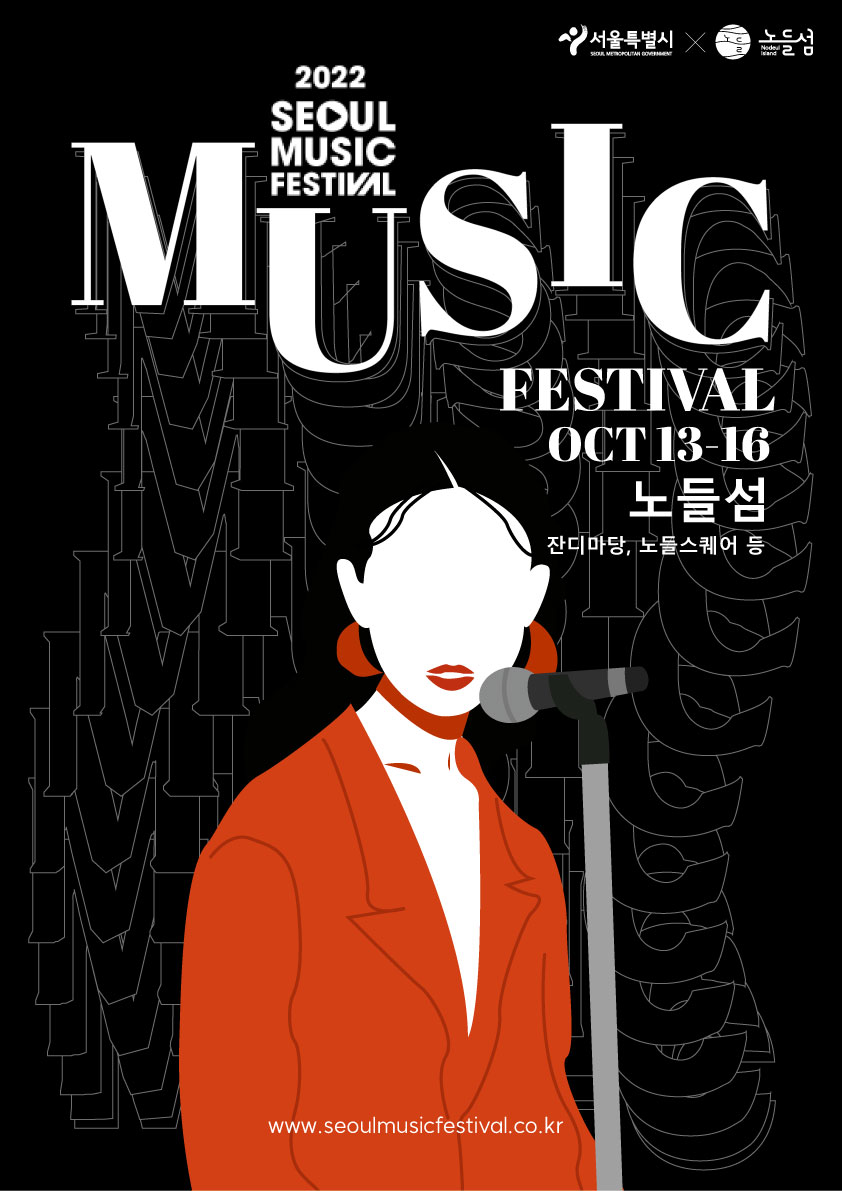 서울특별시
SEOUL METROPOLITAN GOVERNMENT
노들
노들섬
Nodeul
Island
2022
SEOUL
MUSIC
FESTIVAL
MUSIC
FESTIVAL
OCT 13-16
노들섬
잔디마당, 노들스퀘어 등
www.seoulmusicfestival.co.kr